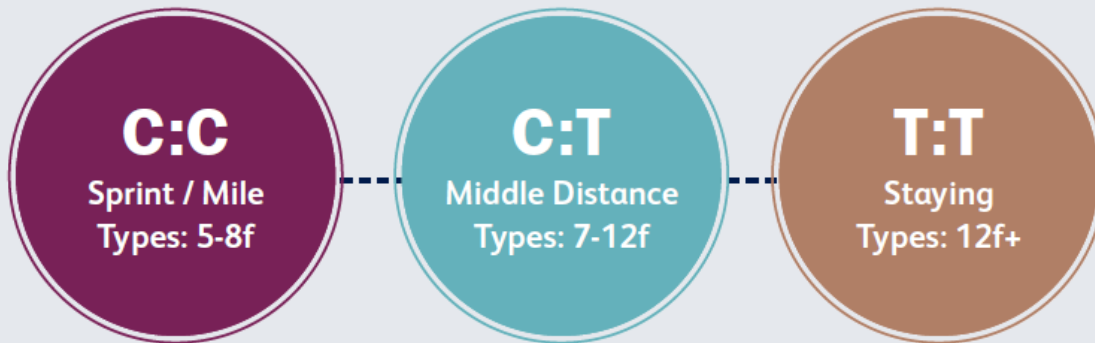 C:C
Sprint / Mile
Types: 5-8f
C:T
Middle Distance
Types: 7-12f
T:T
Staying
Types: 12f+